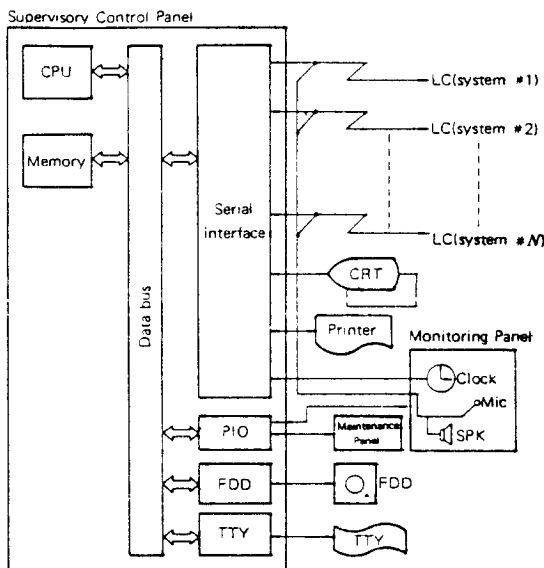 Supervisory Control Panel
CPU
Memory
Data bus
Serial
interface
LC(system #1)
LC(system #2)
LC(system #N)
CRT
Printer
Monitoring Panel
Clock
Mic
SPK
PIO
Maintenance
Panel
FDD
FDD
TTY
TTY